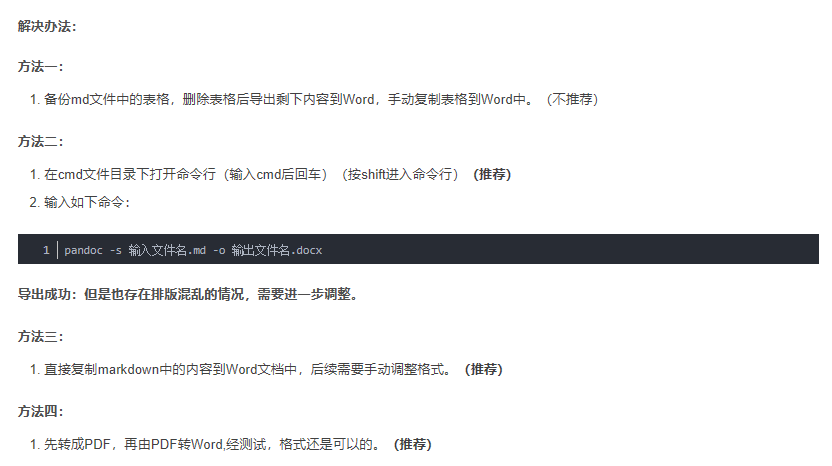 解决办法：
方法一：
1. 备份md文件中的表格，删除表格后导出剩下内容到Word，手动复制表格到Word中。（不推荐）
方法二：
1. 在cmd文件目录下打开命令行（输入cmd后回车）（按shift进入命令行）（推荐）
2. 输入如下命令：
1 pandoc -s 输入文件名.md -o 输出文件名.docx
导出成功：但是也存在排版混乱的情况，需要进一步调整。
方法三：
1. 直接复制markdown中的内容到Word文档中，后续需要手动调整格式。（推荐）
方法四：
1. 先转成PDF，再由PDF转Word,经测试，格式还是可以的。（推荐）